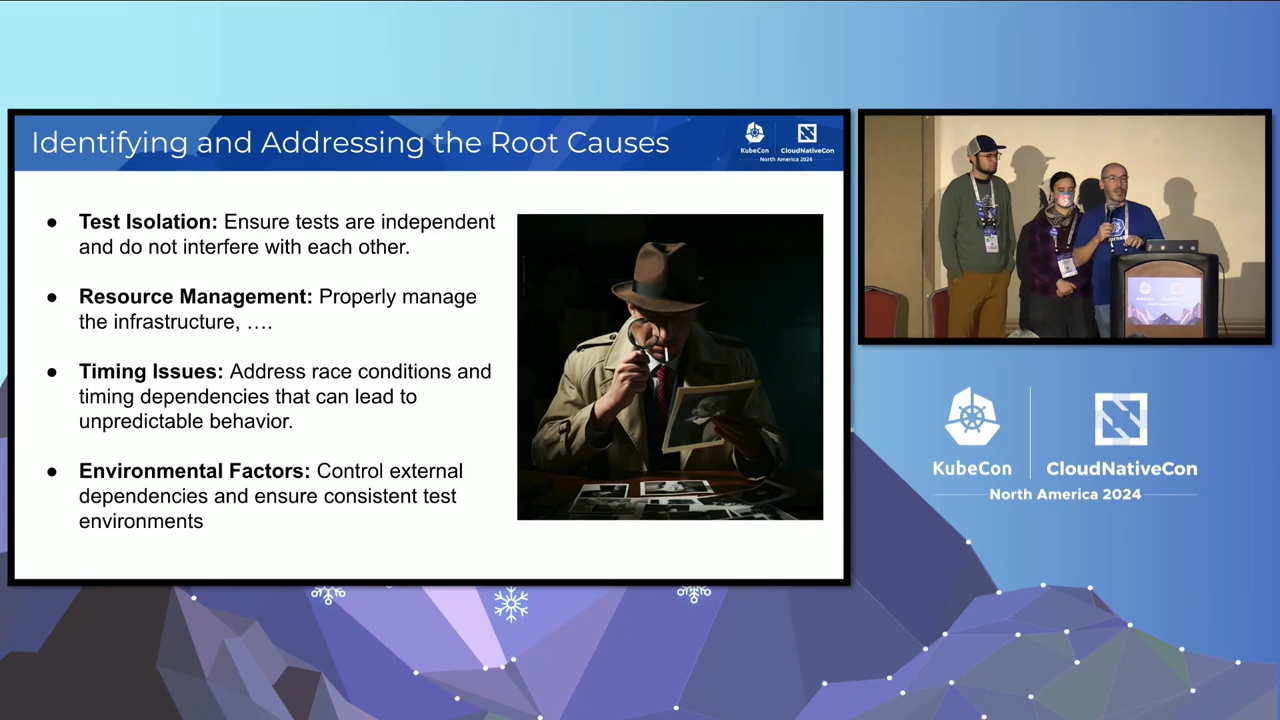 Identifying and Addressing the Root Causes
KubeCon
CloudNativeCon
North America 2024
● Test Isolation: Ensure tests are independent
and do not interfere with each other.
● Resource Management: Properly manage
the infrastructure, ....
● Timing Issues: Address race conditions and
timing dependencies that can lead to
unpredictable behavior.
● Environmental Factors: Control external
dependencies and ensure consistent test
environments
KubeCon
CloudNativeCon
North America 2024